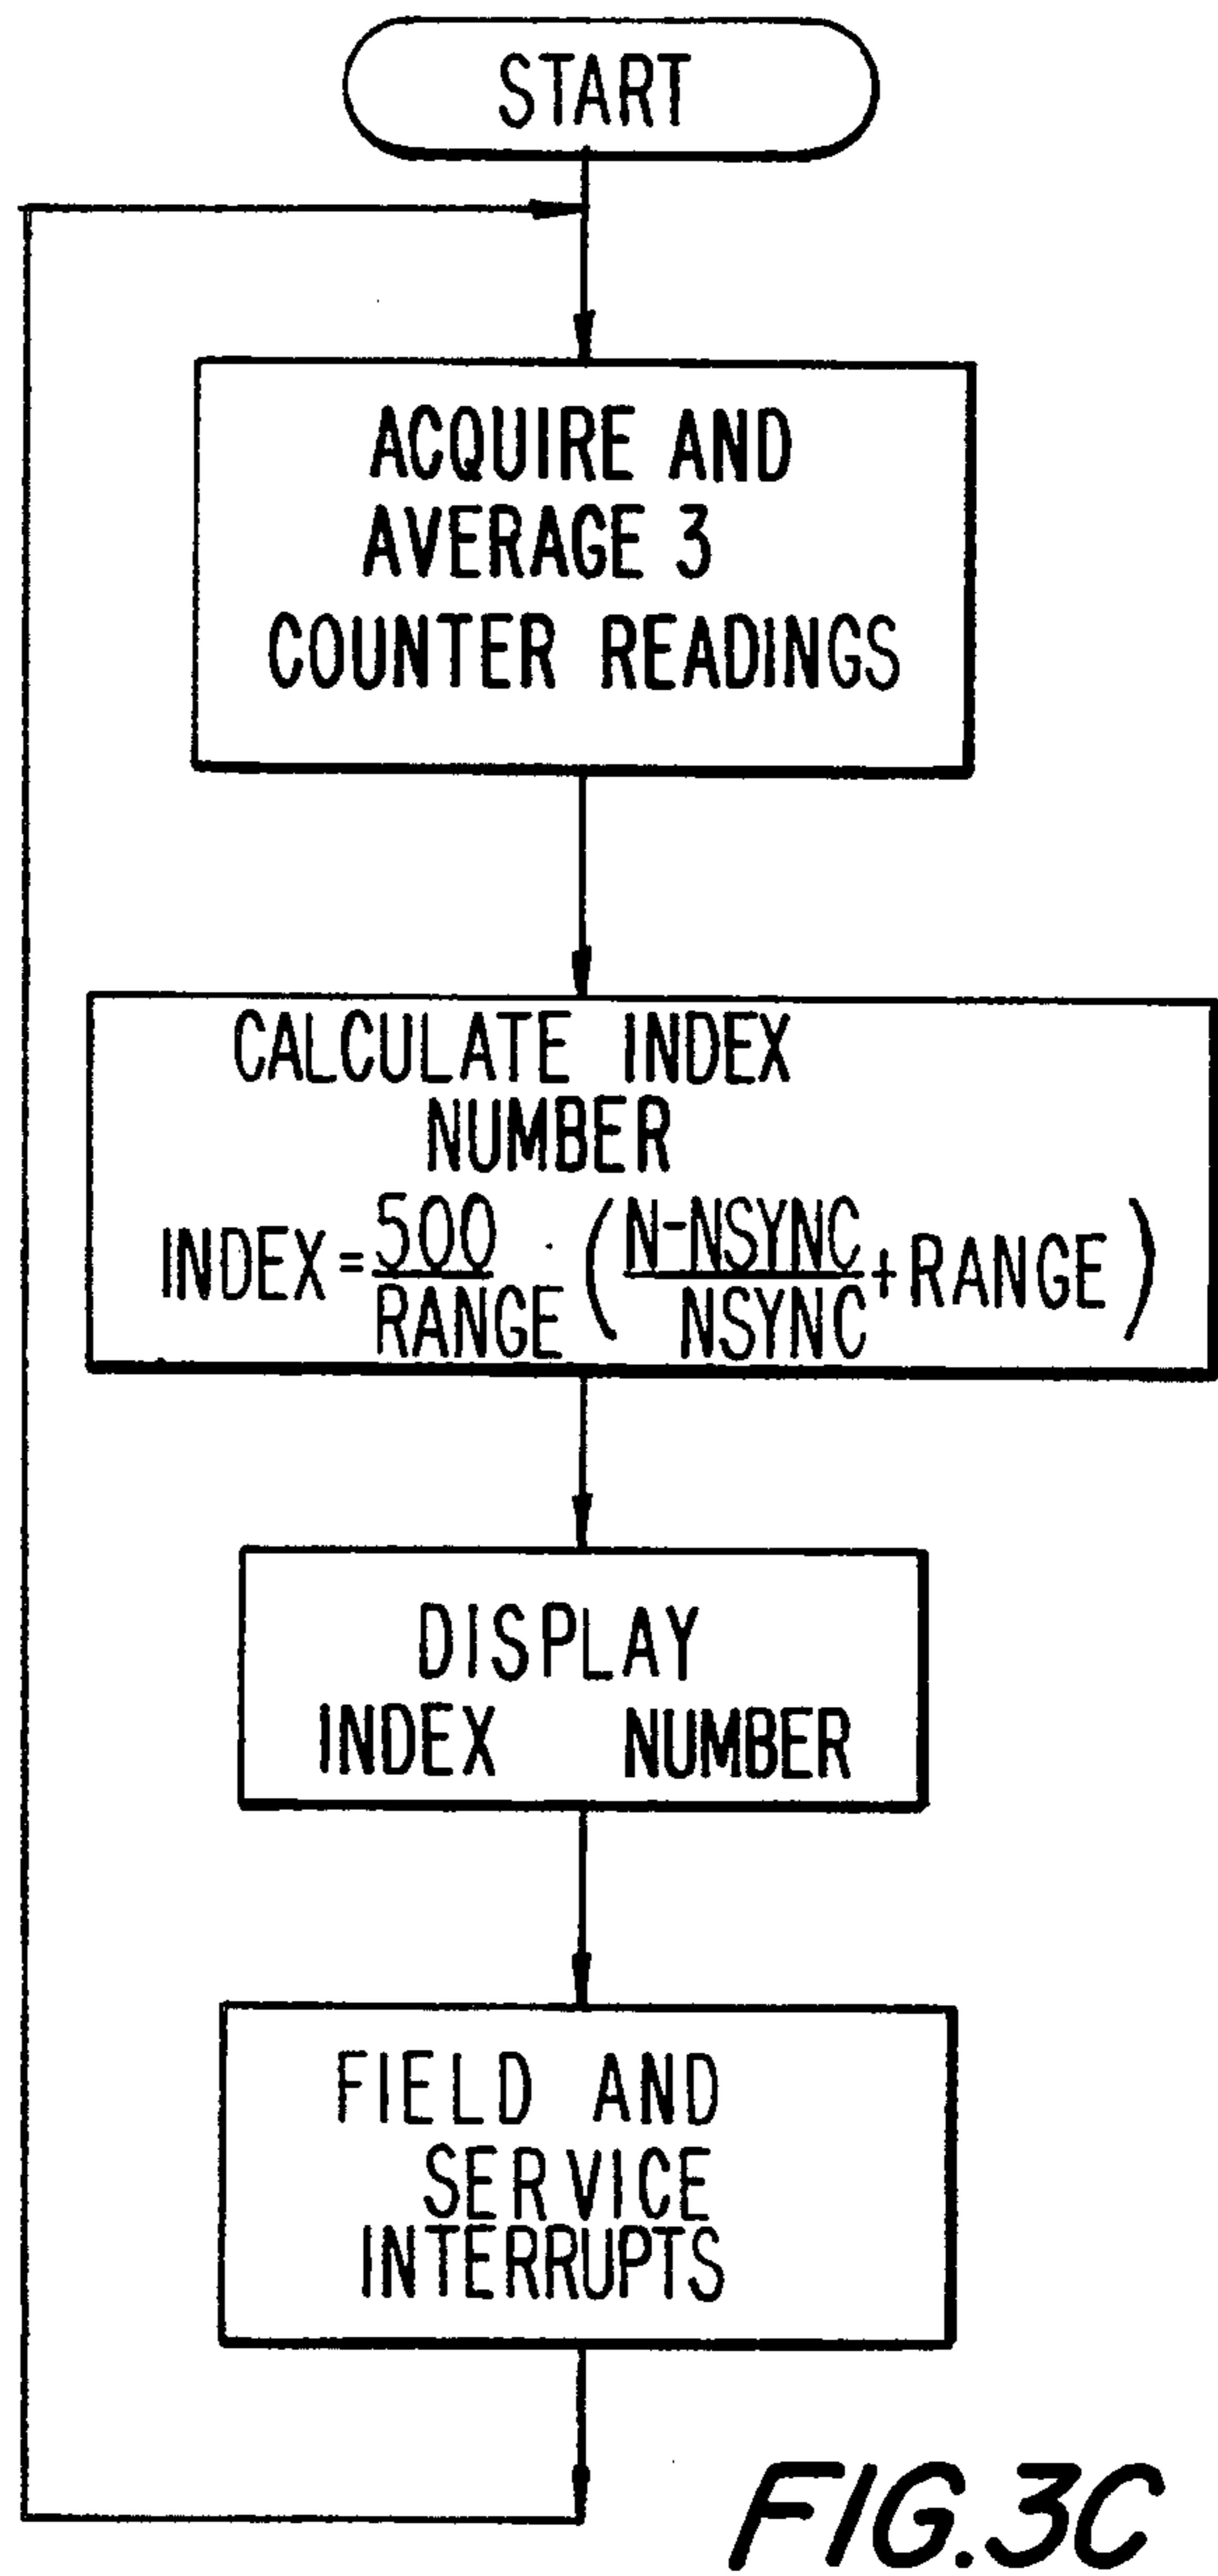 START
ACQUIRE AND
AVERAGE 3
COUNTER READINGS
CALCULATE INDEX
NUMBER
INDEX = 500/RANGE · (N-NSYNC/NSYNC + RANGE)
DISPLAY
INDEX NUMBER
FIELD AND
SERVICE
INTERRUPTS
FIG.3C